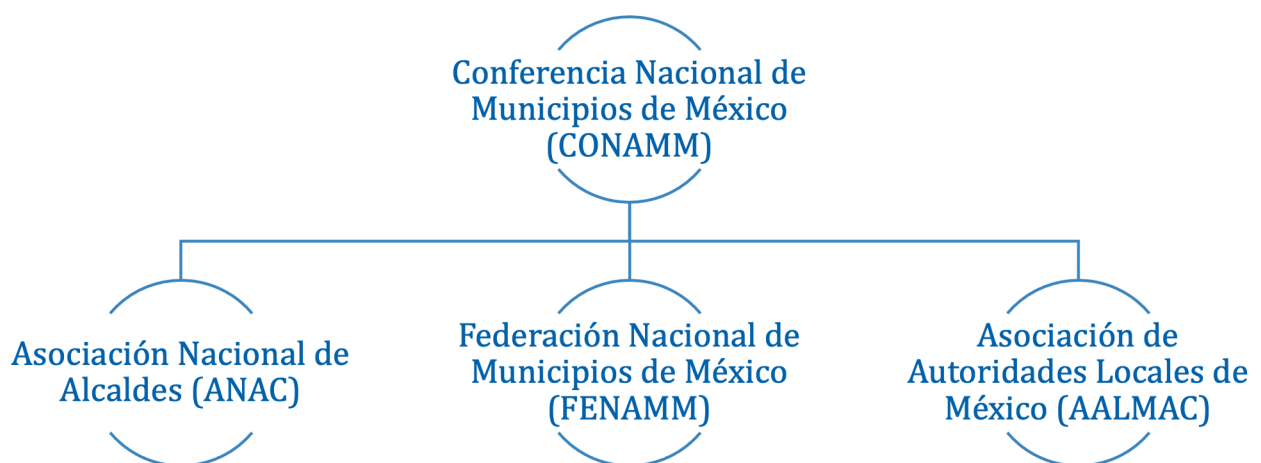 Conferencia Nacional de
Municipios de México
(CONAMM)
Asociación Nacional de
Alcaldes (ANAC)
Federación Nacional de
Municipios de México
(FENAMM)
Asociación de
Autoridades Locales de
México (AALMAC)